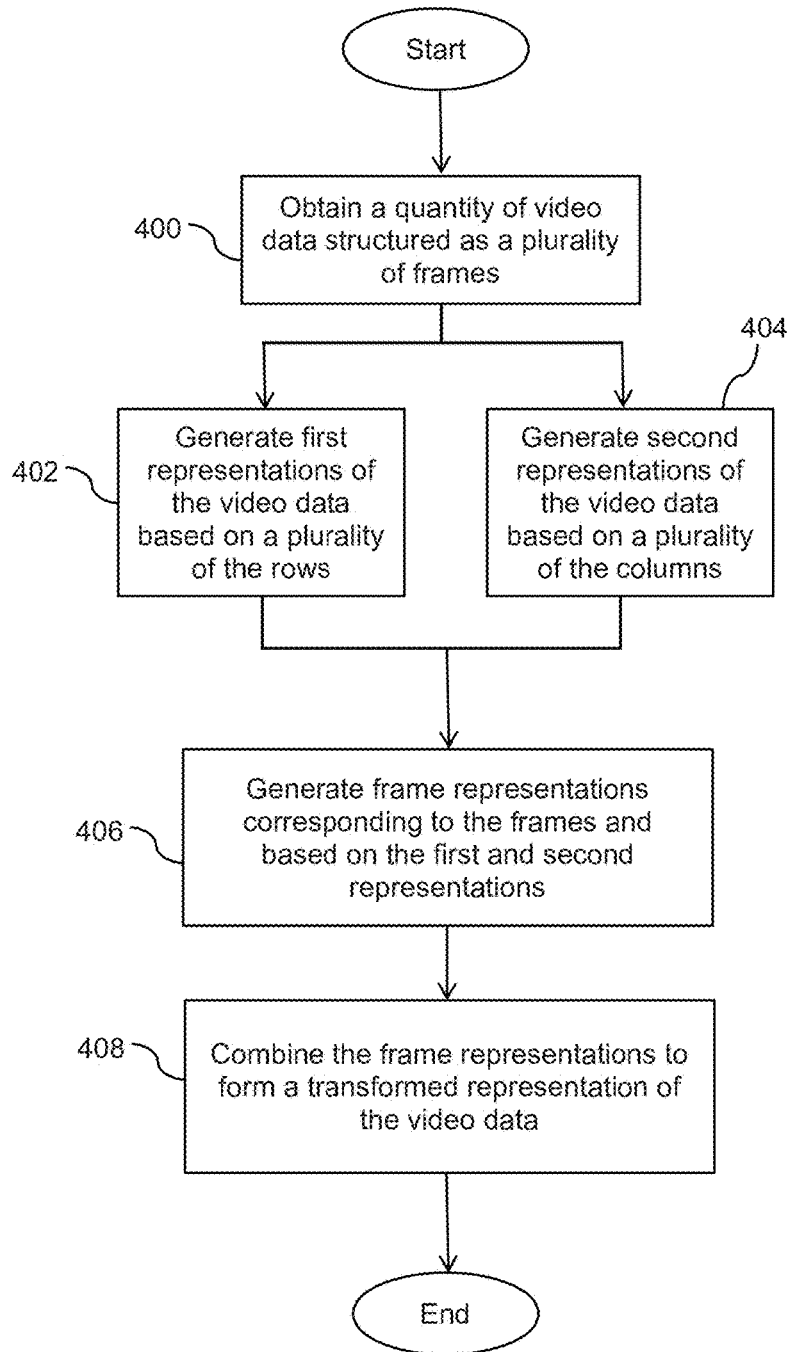 Start
400
Obtain a quantity of video
data structured as a plurality
of frames
404
402
Generate first
representations of
the video data
based on a plurality
of the rows
Generate second
representations of
the video data
based on a plurality
of the columns
406
Generate frame representations
corresponding to the frames and
based on the first and second
representations
408
Combine the frame representations to
form a transformed representation of
the video data
End